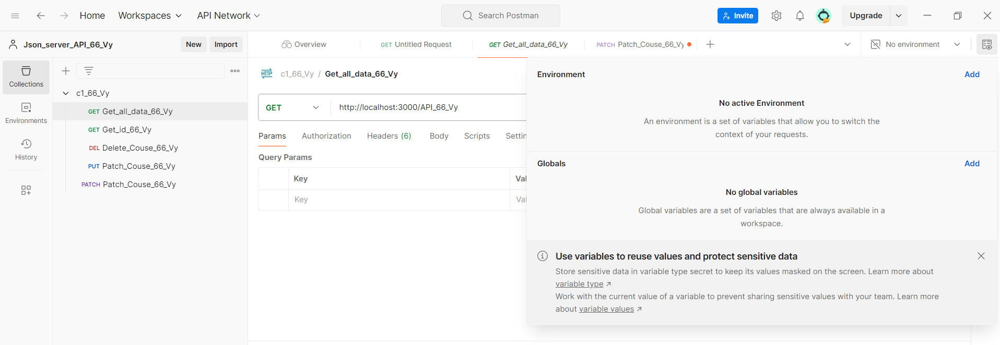 Home Workspaces API Network Search Postman Invite Upgrade
Json_server_API_66_Vy New Import
Overview GET Untitled Request GET Get_all_data_66_Vy PATCH Patch_Couse_66_Vy No environment
Collections
Environments
History
c1_66_Vy
GET Get_all_data_66_Vy
GET Get_id_66_Vy
DEL Delete_Couse_66_Vy
PUT Patch_Couse_66_Vy
PATCH Patch_Couse_66_Vy
HTTP c1_66_Vy / Get_all_data_66_Vy
GET http://localhost:3000/API_66_Vy
Params Authorization Headers (6) Body Scripts Settin
Query Params
Key Val
Key Val
Environment Add
No active Environment
An environment is a set of variables that allow you to switch the
context of your requests.
Globals Add
No global variables
Global variables are a set of variables that are always available in a
workspace.
Use variables to reuse values and protect sensitive data
Store sensitive data in variable type secret to keep its values masked on the screen. Learn more about
variable type ↗
Work with the current value of a variable to prevent sharing sensitive values with your team. Learn more
about variable values ↗